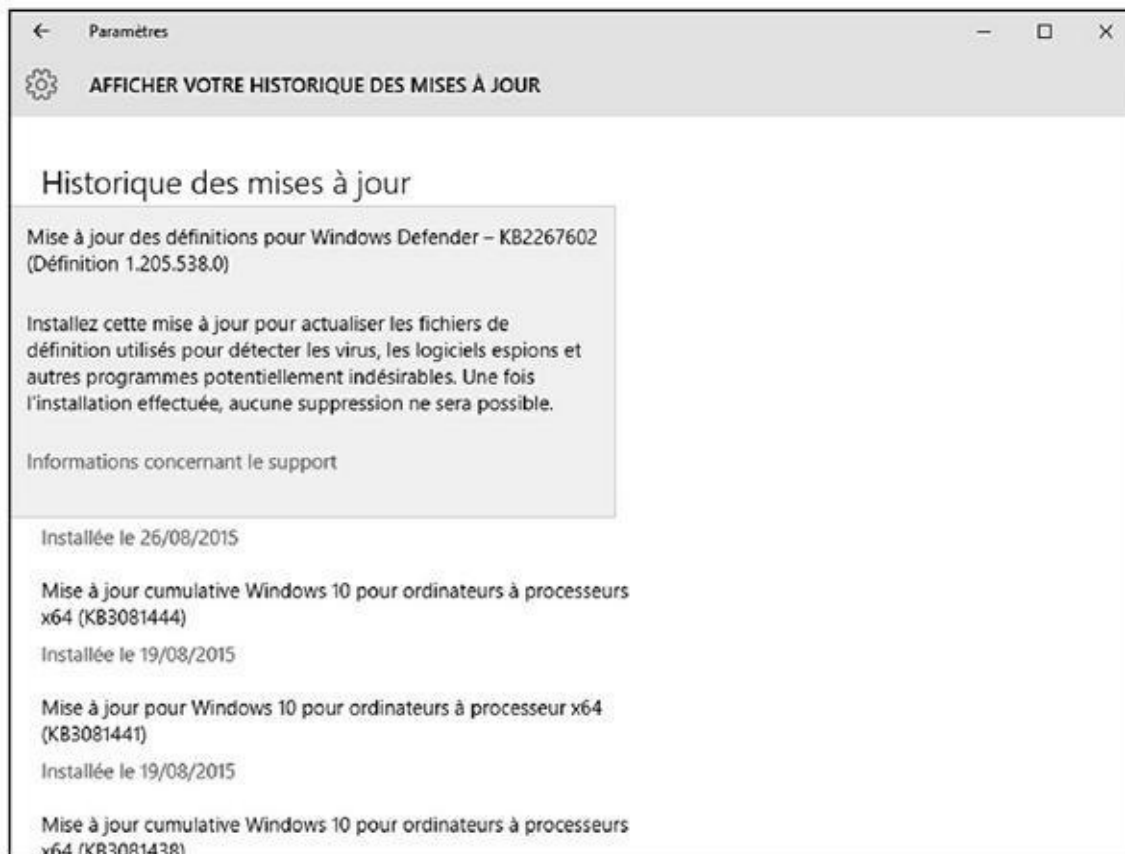 Paramètres
AFFICHER VOTRE HISTORIQUE DES MISES À JOUR
Historique des mises à jour
Mise à jour des définitions pour Windows Defender – KB2267602
(Définition 1.205.538.0)
Installez cette mise à jour pour actualiser les fichiers de
définition utilisés pour détecter les virus, les logiciels espions et
autres programmes potentiellement indésirables. Une fois
l'installation effectuée, aucune suppression ne sera possible.
Informations concernant le support
Installée le 26/08/2015
Mise à jour cumulative Windows 10 pour ordinateurs à processeurs
x64 (KB3081444)
Installée le 19/08/2015
Mise à jour pour Windows 10 pour ordinateurs à processeur x64
(KB3081441)
Installée le 19/08/2015
Mise à jour cumulative Windows 10 pour ordinateurs à processeurs
x64 (KB3081438)